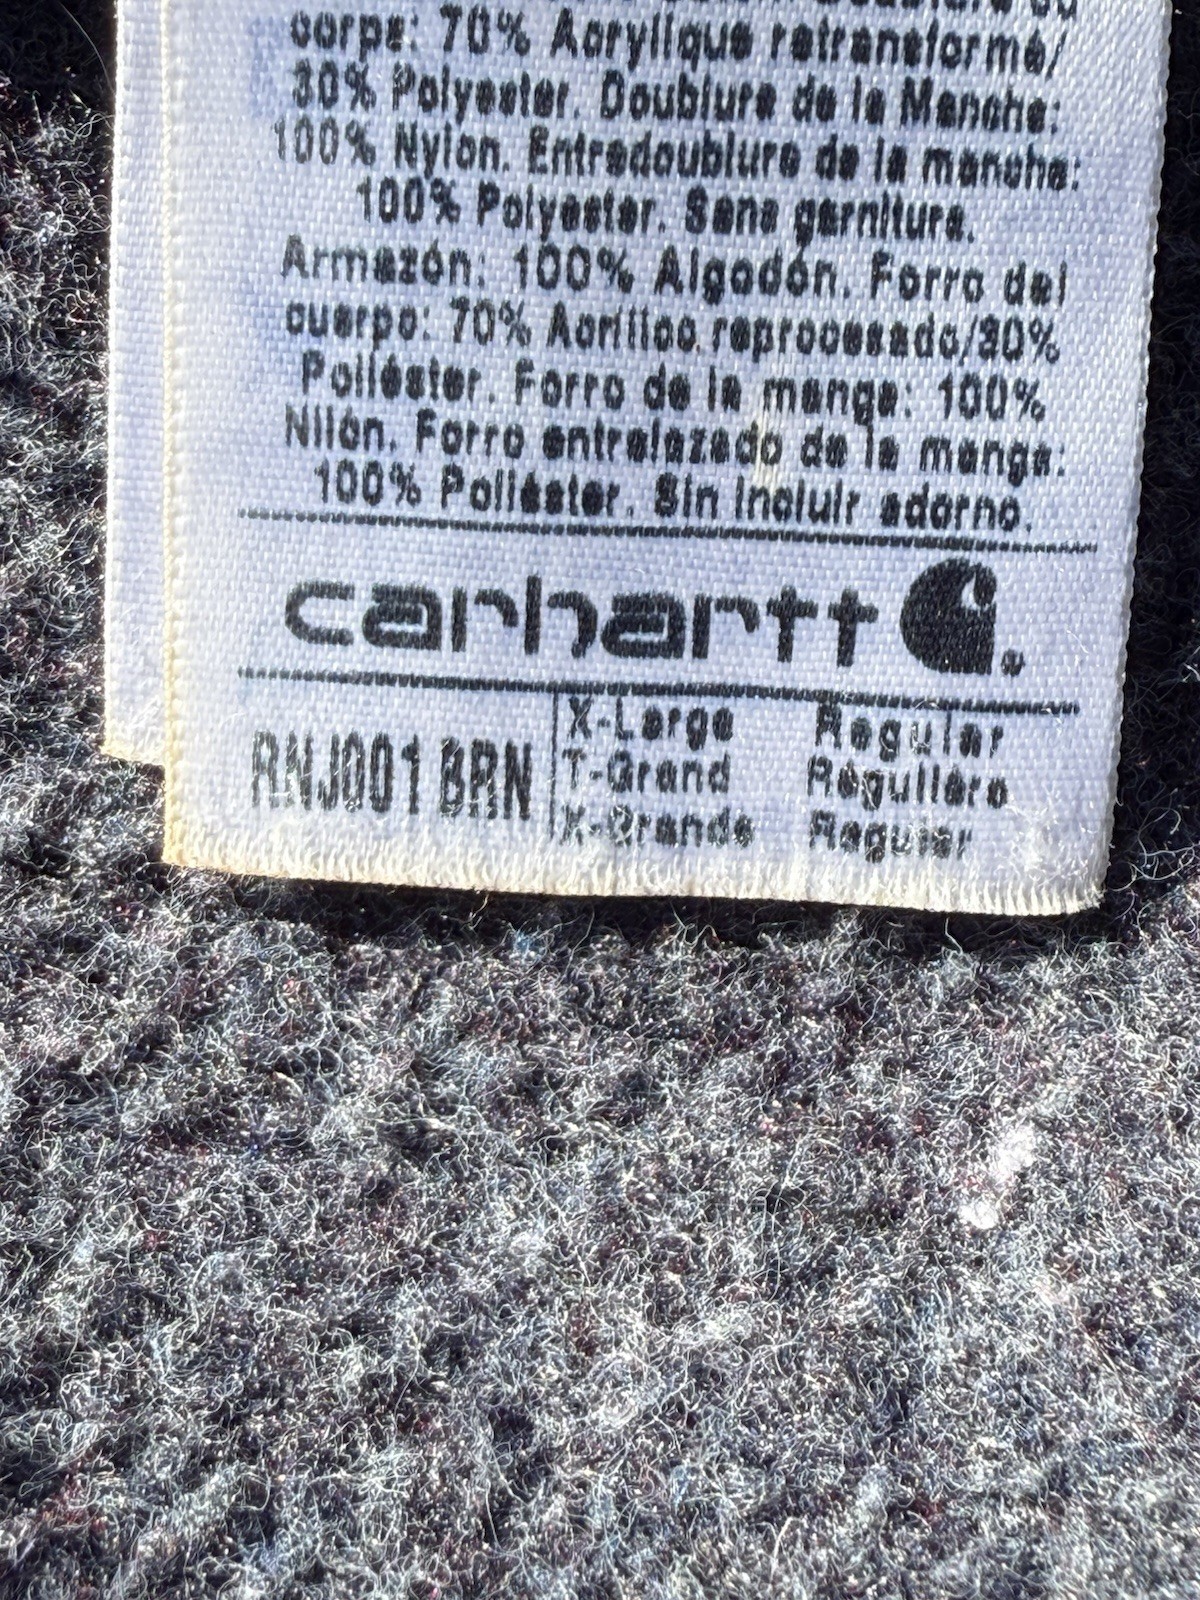 corps: 70% Acrylique retransformé/
30% Polyester. Doublure de la Manche:
100% Nylon. Entredoublure de la manche:
100% Polyester. Sans garniture.
Armazón: 100% Algodón. Forro del
cuerpo: 70% Acrílico reprocesado/30%
Poliéster. Forro de la manga: 100%
Nilón. Forro entrelazado de la manga:
100% Poliéster. Sin incluir adorno.
carhartt ®
RNJ001 BRN
X-Large Regular
T-Grand Régulière
X-Grande Regular